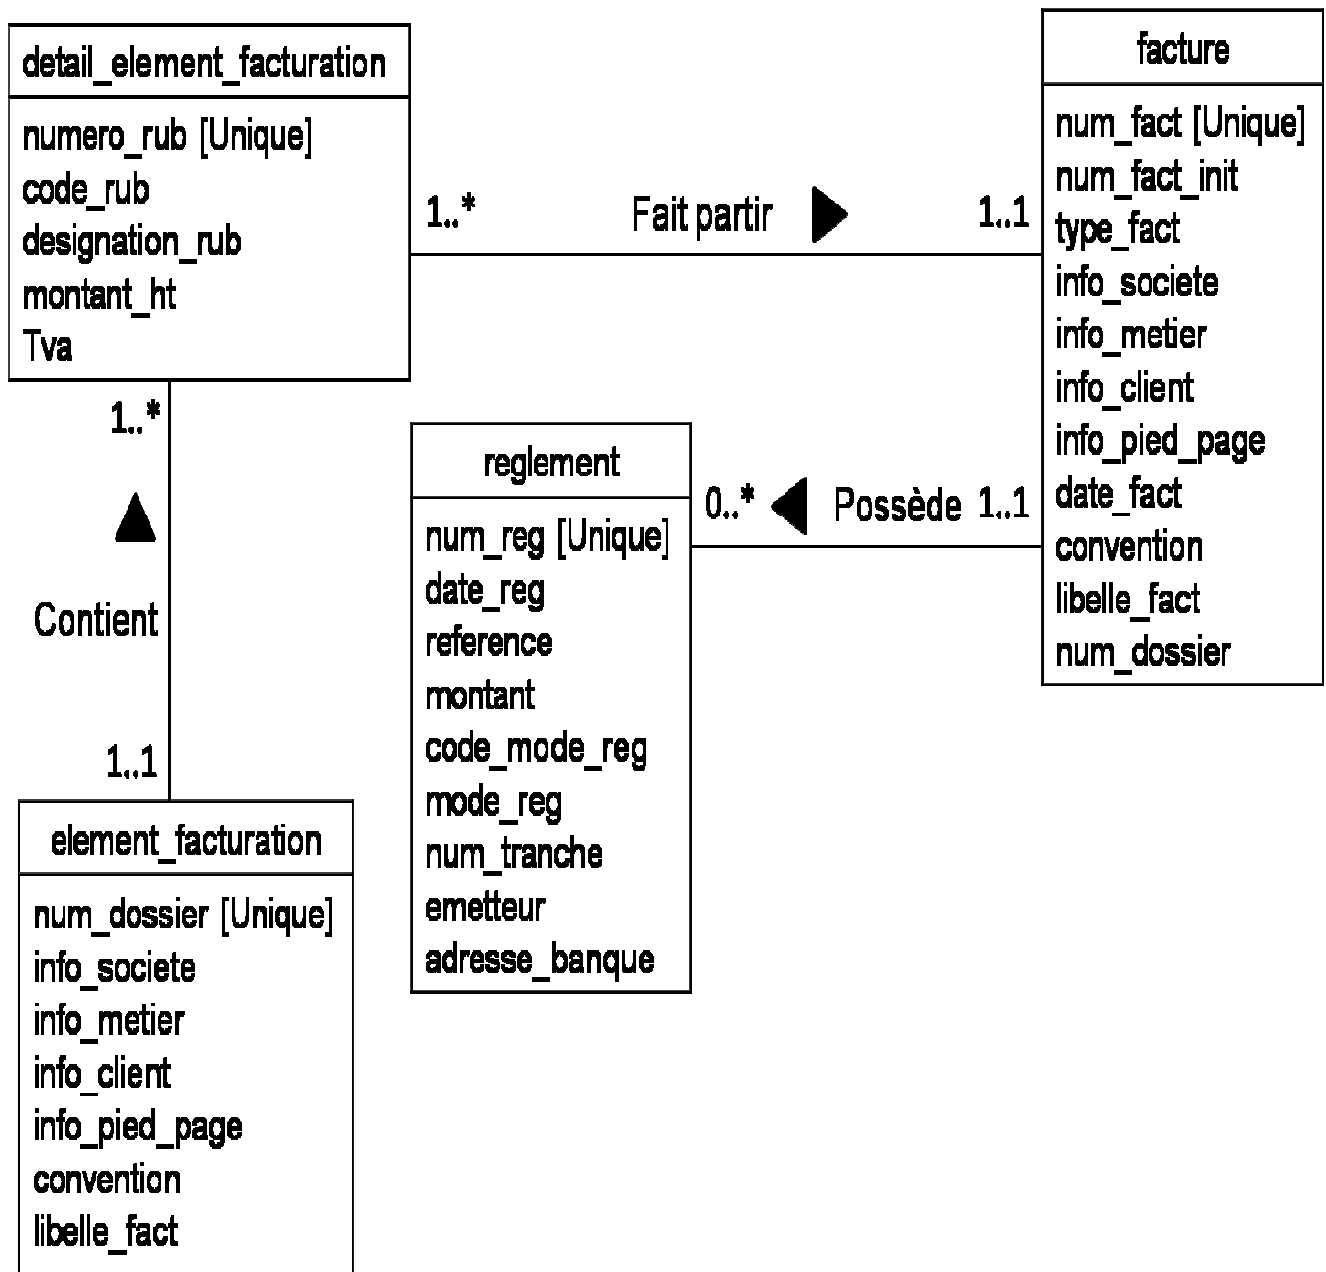 detail_element_facturation
numero_rub [Unique]
code_rub
designation_rub
montant_ht
Tva
1..*
Fait partir
1..1
facture
num_fact [Unique]
num_fact_init
type_fact
info_societe
info_metier
info_client
info_pied_page
date_fact
convention
libelle_fact
num_dossier
1..*
Contient
1..1
reglement
num_reg [Unique]
date_reg
reference
montant
code_mode_reg
mode_reg
num_tranche
emetteur
adresse_banque
0..*
Possède
1..1
element_facturation
num_dossier [Unique]
info_societe
info_metier
info_client
info_pied_page
convention
libelle_fact